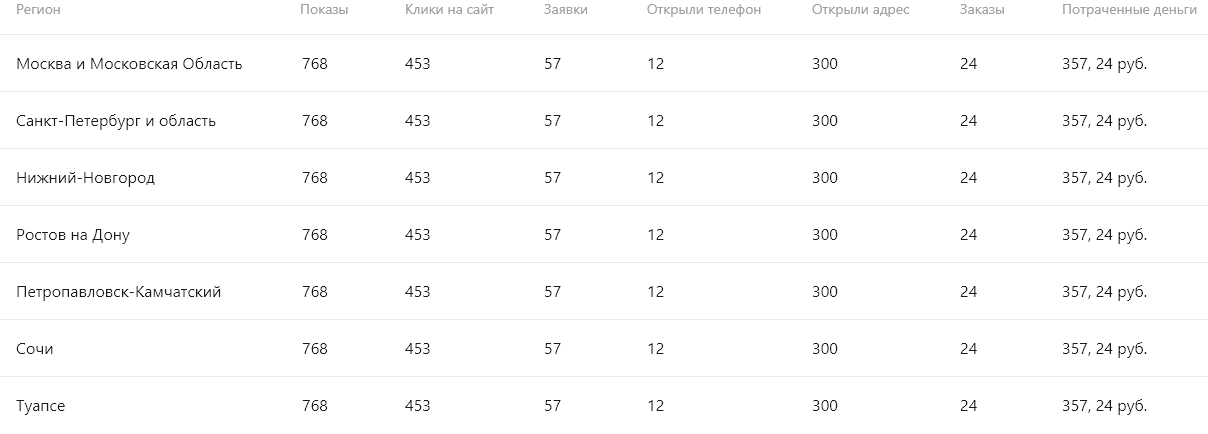 Регион Показы Клики на сайт Заявки Открыли телефон Открыли адрес Заказы Потраченные деньги
Москва и Московская Область 768 453 57 12 300 24 357, 24 руб.
Санкт-Петербург и область 768 453 57 12 300 24 357, 24 руб.
Нижний-Новгород 768 453 57 12 300 24 357, 24 руб.
Ростов на Дону 768 453 57 12 300 24 357, 24 руб.
Петропавловск-Камчатский 768 453 57 12 300 24 357, 24 руб.
Сочи 768 453 57 12 300 24 357, 24 руб.
Туапсе 768 453 57 12 300 24 357, 24 руб.